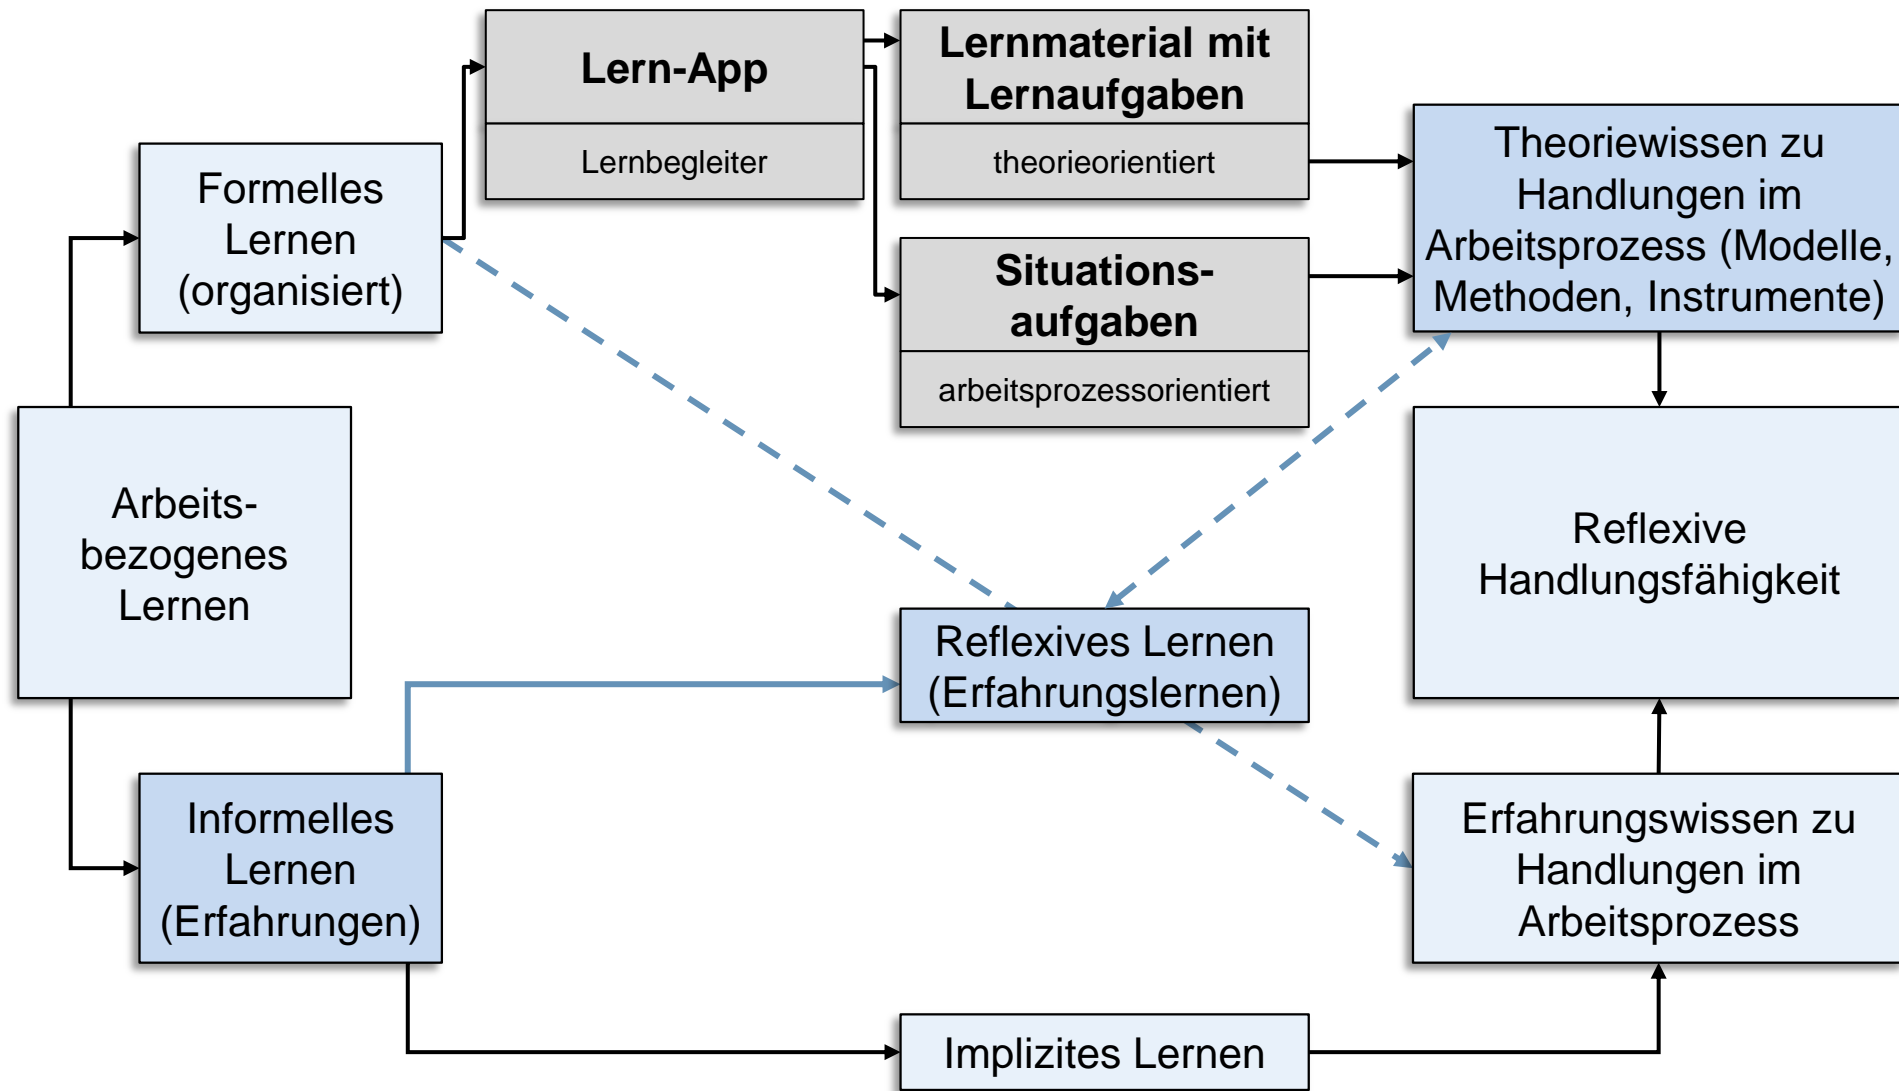 Lern-App
Lernbegleiter
Lernmaterial mit
Lernaufgaben
theorieorientiert
Theoriewissen zu
Handlungen im
Arbeitsprozess (Modelle,
Methoden, Instrumente)
Formelles
Lernen
(organisiert)
Situations-
aufgaben
arbeitsprozessorientiert
Arbeits-
bezogenes
Lernen
Reflexive
Handlungsfähigkeit
Reflexives Lernen
(Erfahrungslernen)
Informelles
Lernen
(Erfahrungen)
Erfahrungswissen zu
Handlungen im
Arbeitsprozess
Implizites Lernen